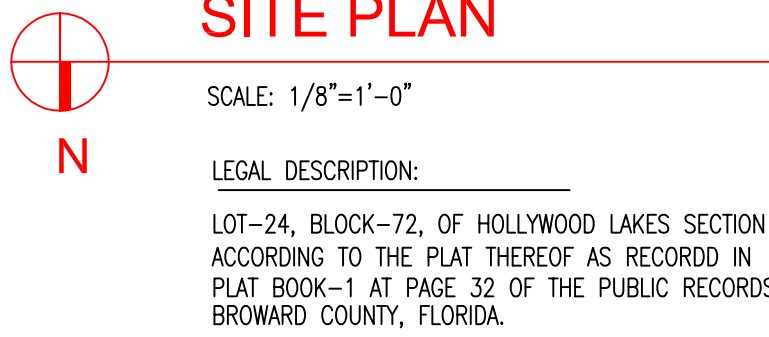 SITE PLAN
SCALE: 1/8"=1'-0"
N
LEGAL DESCRIPTION:
LOT-24, BLOCK-72, OF HOLLYWOOD LAKES SECTION
ACCORDING TO THE PLAT THEREOF AS RECORDD IN
PLAT BOOK-1 AT PAGE 32 OF THE PUBLIC RECORDS
BROWARD COUNTY, FLORIDA.